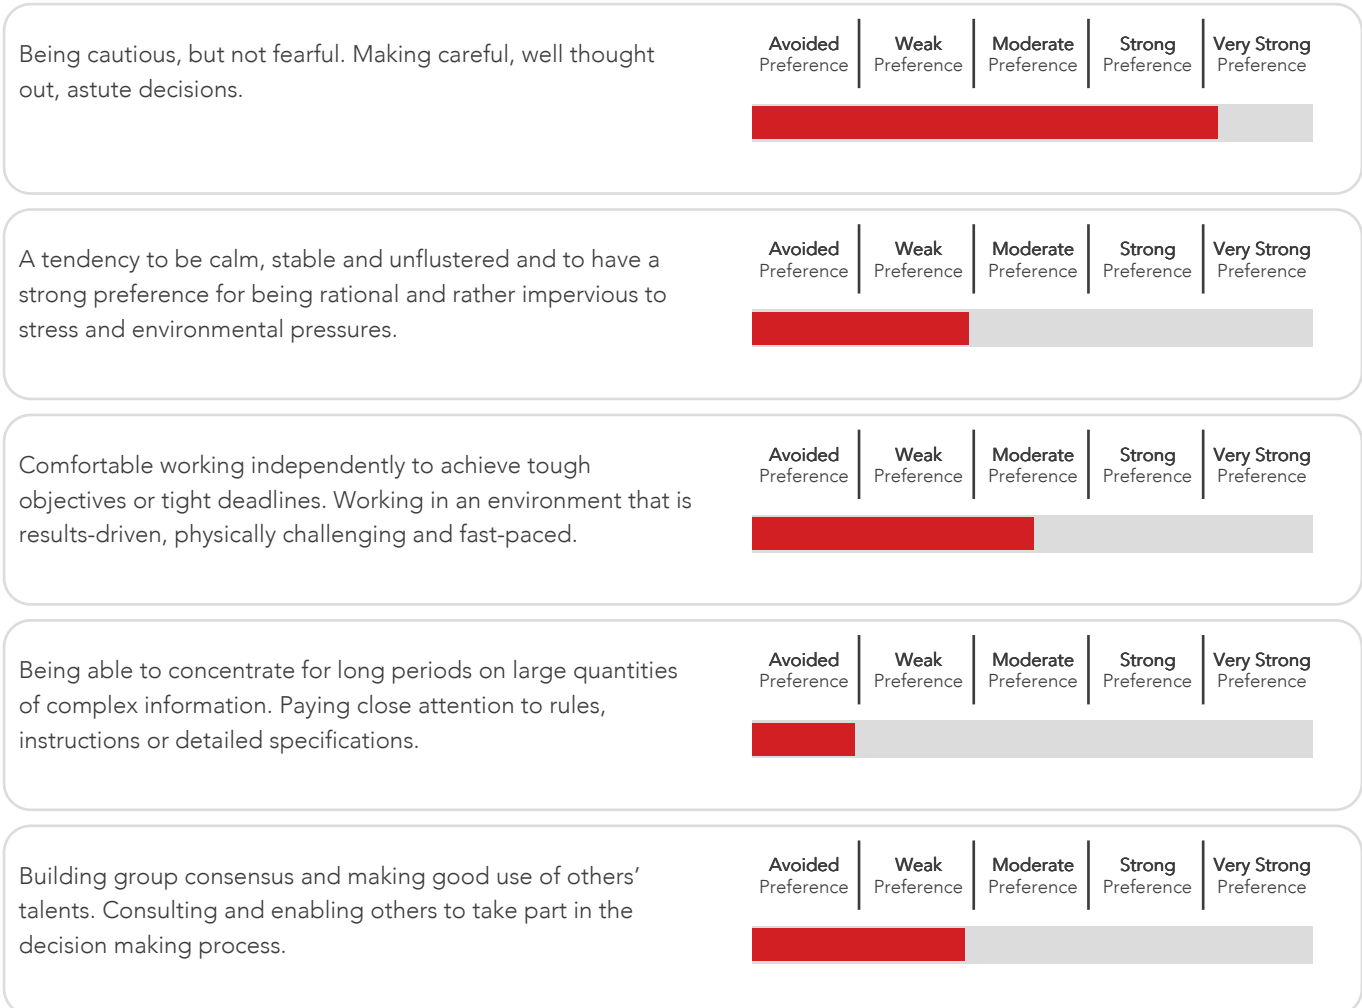 Being cautious, but not fearful. Making careful, well thought
out, astute decisions.
Avoided Weak Moderate Strong Very Strong
Preference Preference Preference Preference Preference
A tendency to be calm, stable and unflustered and to have a
strong preference for being rational and rather impervious to
stress and environmental pressures.
Avoided Weak Moderate Strong Very Strong
Preference Preference Preference Preference Preference
Comfortable working independently to achieve tough
objectives or tight deadlines. Working in an environment that is
results-driven, physically challenging and fast-paced.
Avoided Weak Moderate Strong Very Strong
Preference Preference Preference Preference Preference
Being able to concentrate for long periods on large quantities
of complex information. Paying close attention to rules,
instructions or detailed specifications.
Avoided Weak Moderate Strong Very Strong
Preference Preference Preference Preference Preference
Building group consensus and making good use of others’
talents. Consulting and enabling others to take part in the
decision making process.
Avoided Weak Moderate Strong Very Strong
Preference Preference Preference Preference Preference